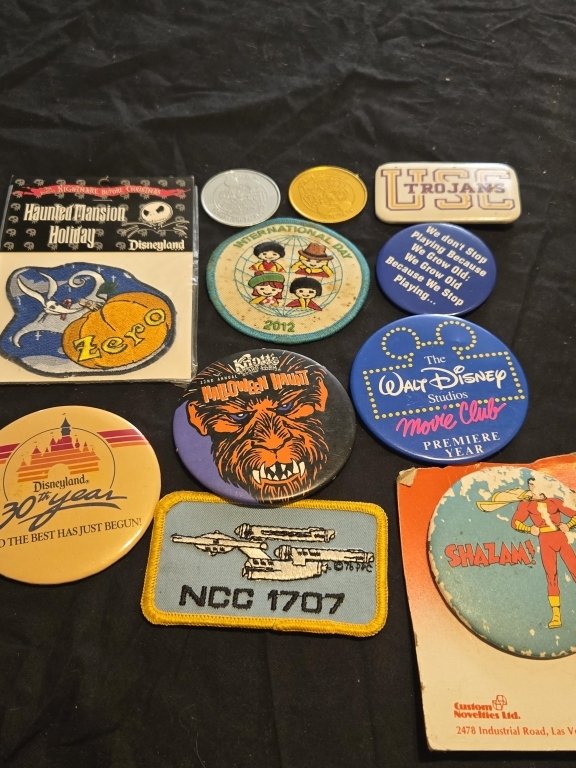 NIGHTMARE BEFORE CHRISTMAS
Haunted Mansion
Holiday
Disneyland
zero
USC
TROJANS
INTERNATIONAL DAY
2012
We don't Stop
Playing Because
We Grow Old:
We Grow Old
Because We Stop
Playing..
Knott's
23RD ANNUAL
HALLOWEEN HAUNT
The
WALT DISNEY
Studios
Movie Club
PREMIERE
YEAR
Disneyland
30th year
D THE BEST HAS JUST BEGUN!
NCC 1707
SHAZAM!
Custom
Novelties Ltd.
2478 Industrial Road, Las Ve